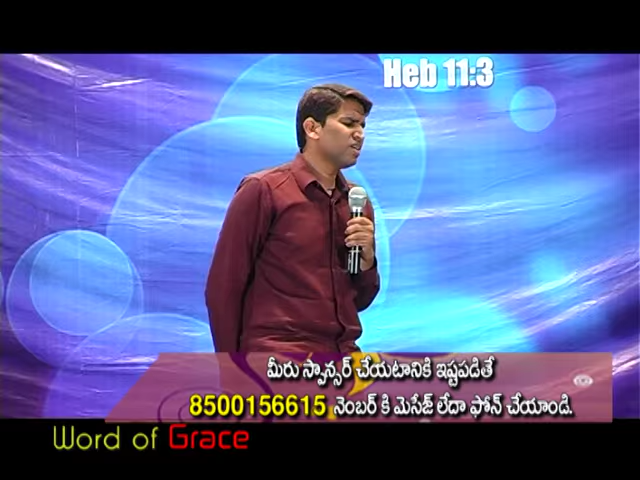 Heb 11:3
మీరు స్పాన్సర్ చేయటానికి ఇష్టపడితే
8500156615 నెంబర్ కి మెసేజ్ లేదా ఫోన్ చేయాండి.
Word of Grace